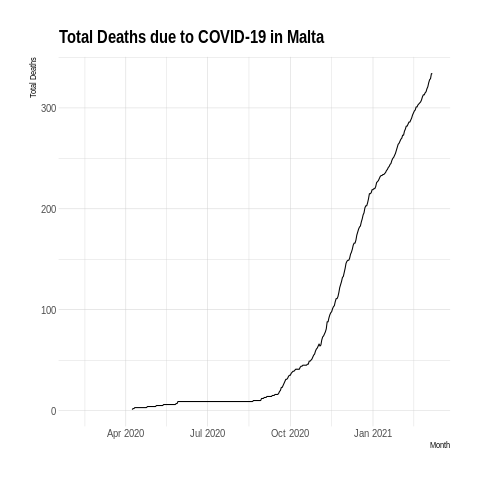 Total Deaths due to COVID-19 in Malta
Total Deaths
300
200
100
0
Apr 2020 Jul 2020 Oct 2020 Jan 2021
Month